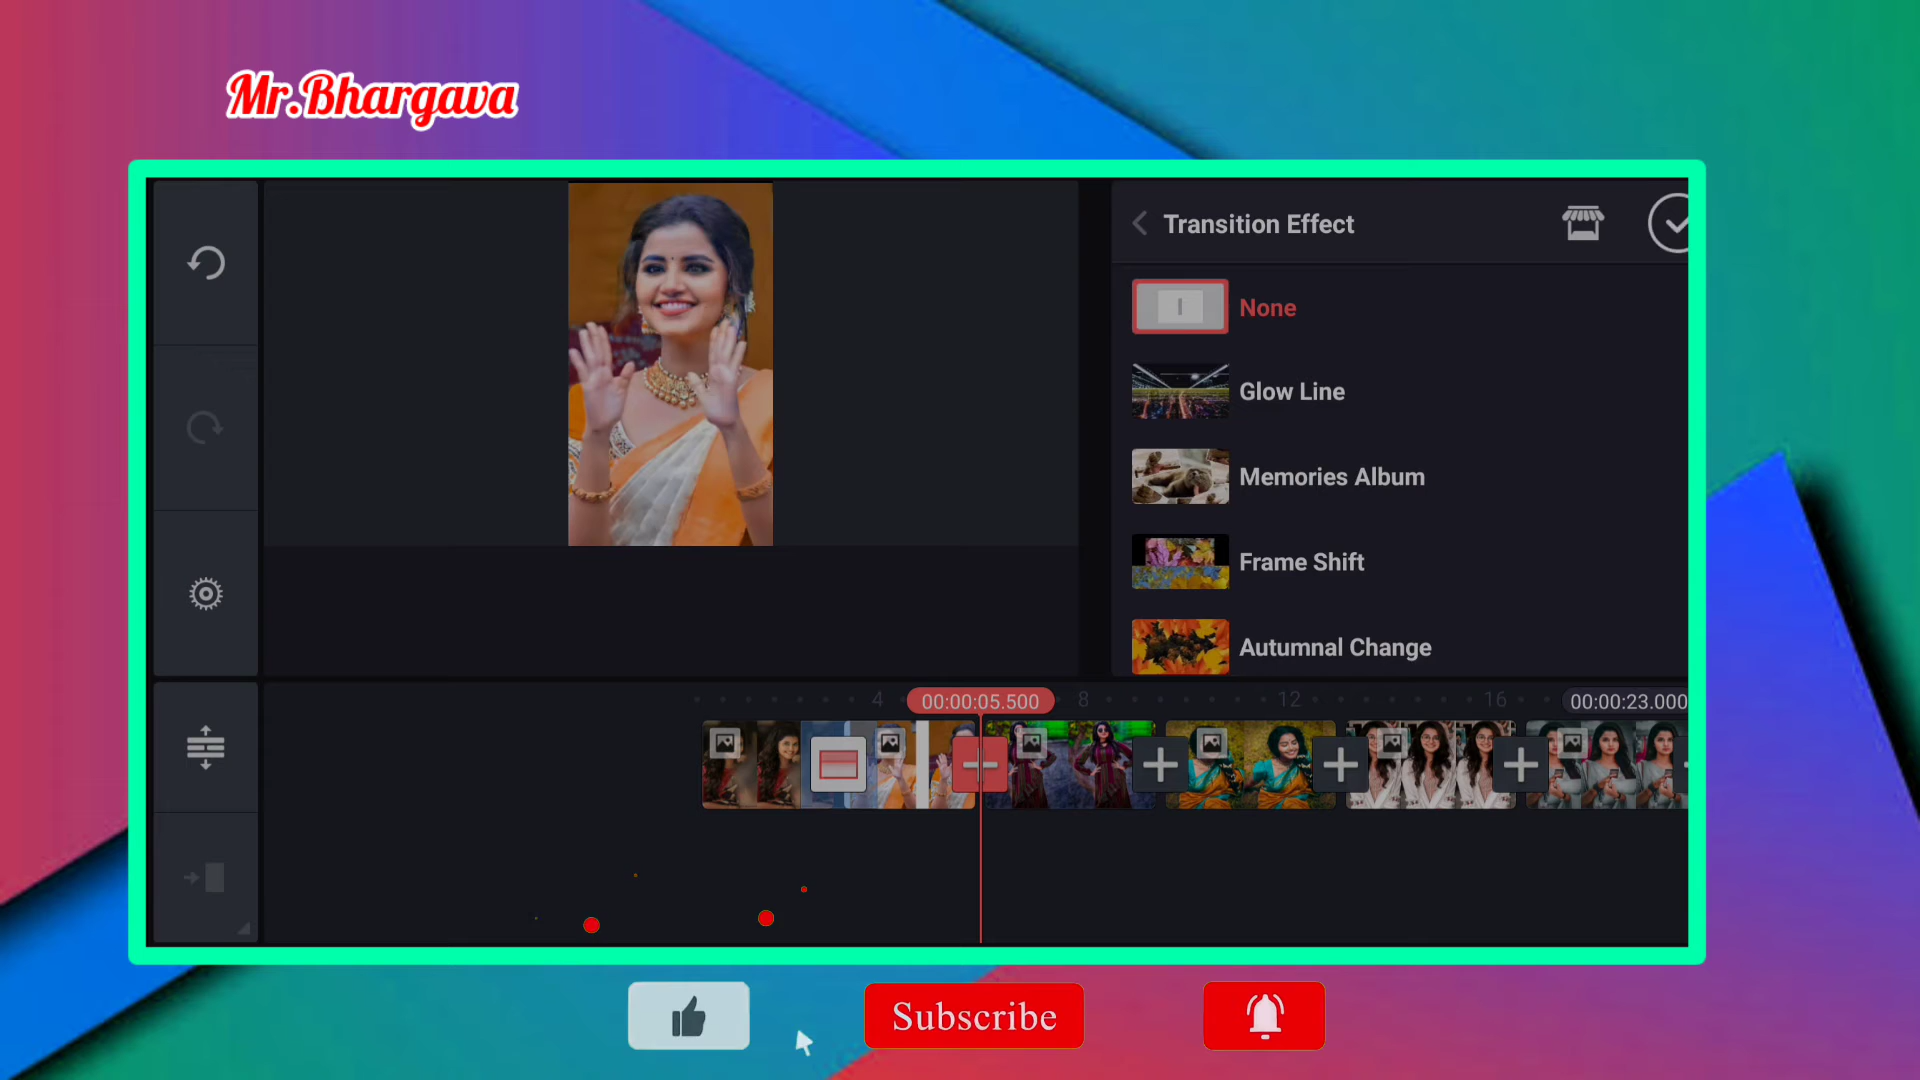 Mr.Bhargava
Transition Effect
None
Glow Line
Memories Album
Frame Shift
Autumnal Change
4
00:00:05.500
8
12
16
00:00:23.000
Subscribe